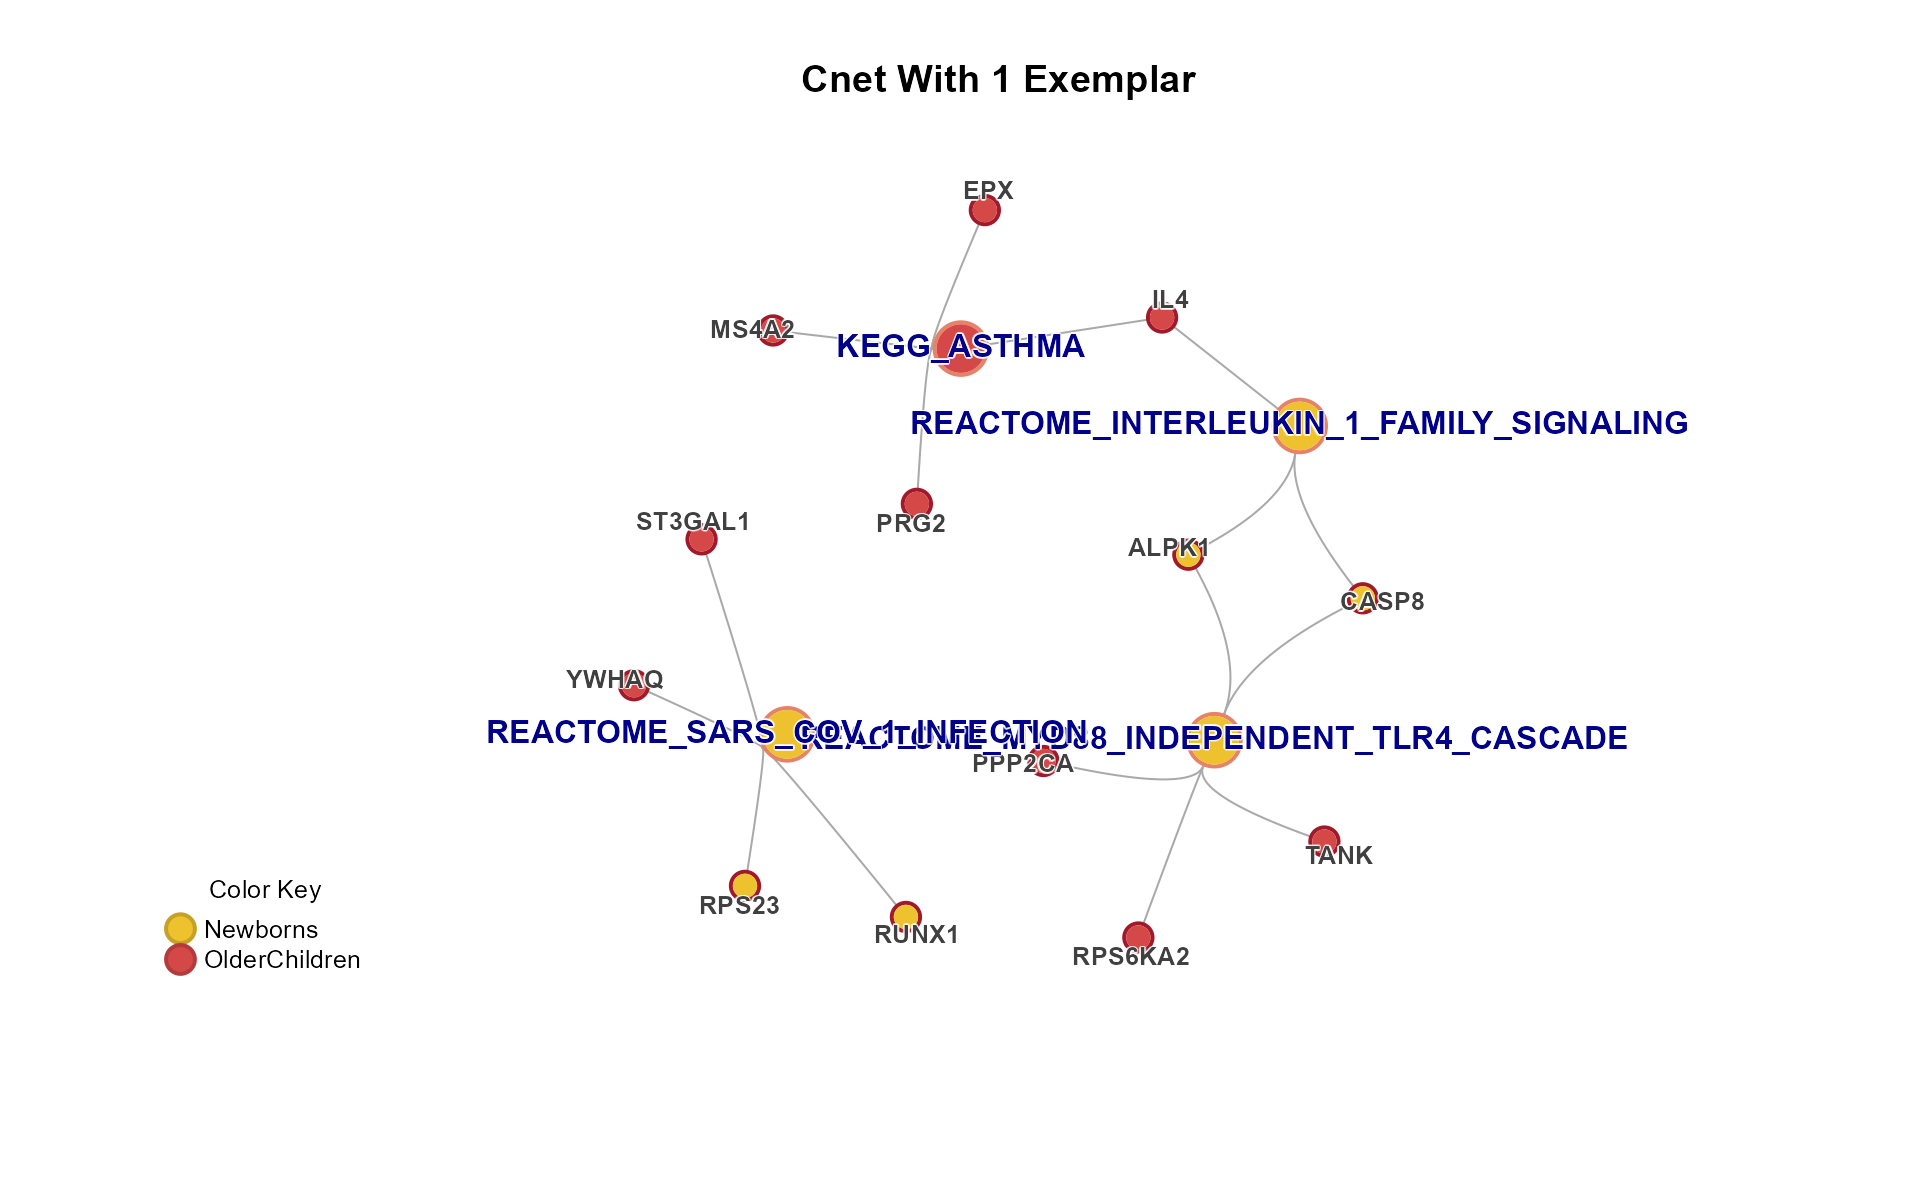 Cnet With 1 Exemplar
EPX
IL4
MS4A2
KEGG_ASTHMA
REACTOME_INTERLEUKIN_1_FAMILY_SIGNALING
ST3GAL1
PRG2
ALPK1
CASP8
YWHAQ
REACTOME_SARS_COV_1_INFECTION
REACTOME_MYD88_INDEPENDENT_TLR4_CASCADE
PPP2CA
TANK
RPS23
RUNX1
RPS6KA2
Color Key
Newborns
OlderChildren